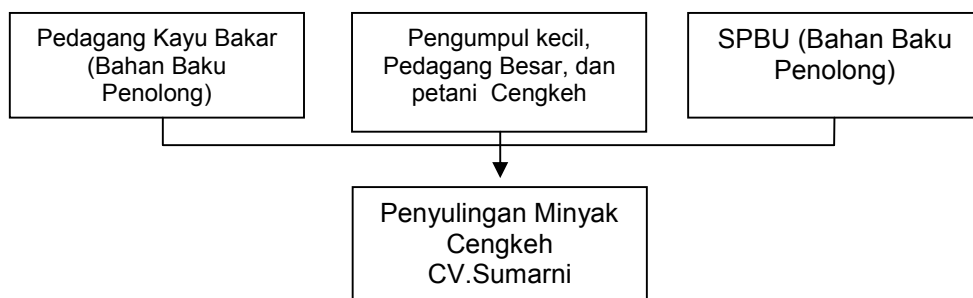 Pedagang Kayu Bakar
(Bahan Baku
Penolong)
Pengumpul kecil,
Pedagang Besar, dan
petani Cengkeh
SPBU (Bahan Baku
Penolong)
Penyulingan Minyak
Cengkeh
CV.Sumarni